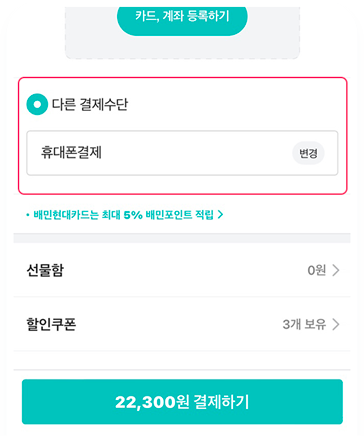 카드, 계좌 등록하기
다른 결제수단
휴대폰결제 변경
• 배민현대카드는 최대 5% 배민포인트 적립 >
선물함 0원 >
할인쿠폰 3개 보유 >
22,300원 결제하기